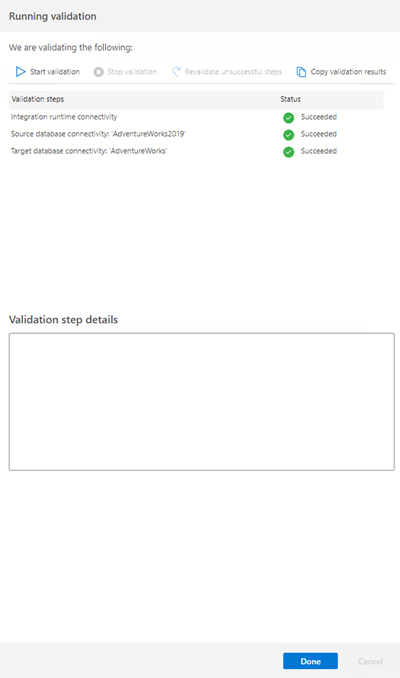 Running validation
We are validating the following:
Start validation Stop validation Revalidate unsuccessful steps Copy validation results
Validation steps Status
Integration runtime connectivity Succeeded
Source database connectivity: 'AdventureWorks2019' Succeeded
Target database connectivity: 'AdventureWorks' Succeeded
Validation step details
Done Cancel